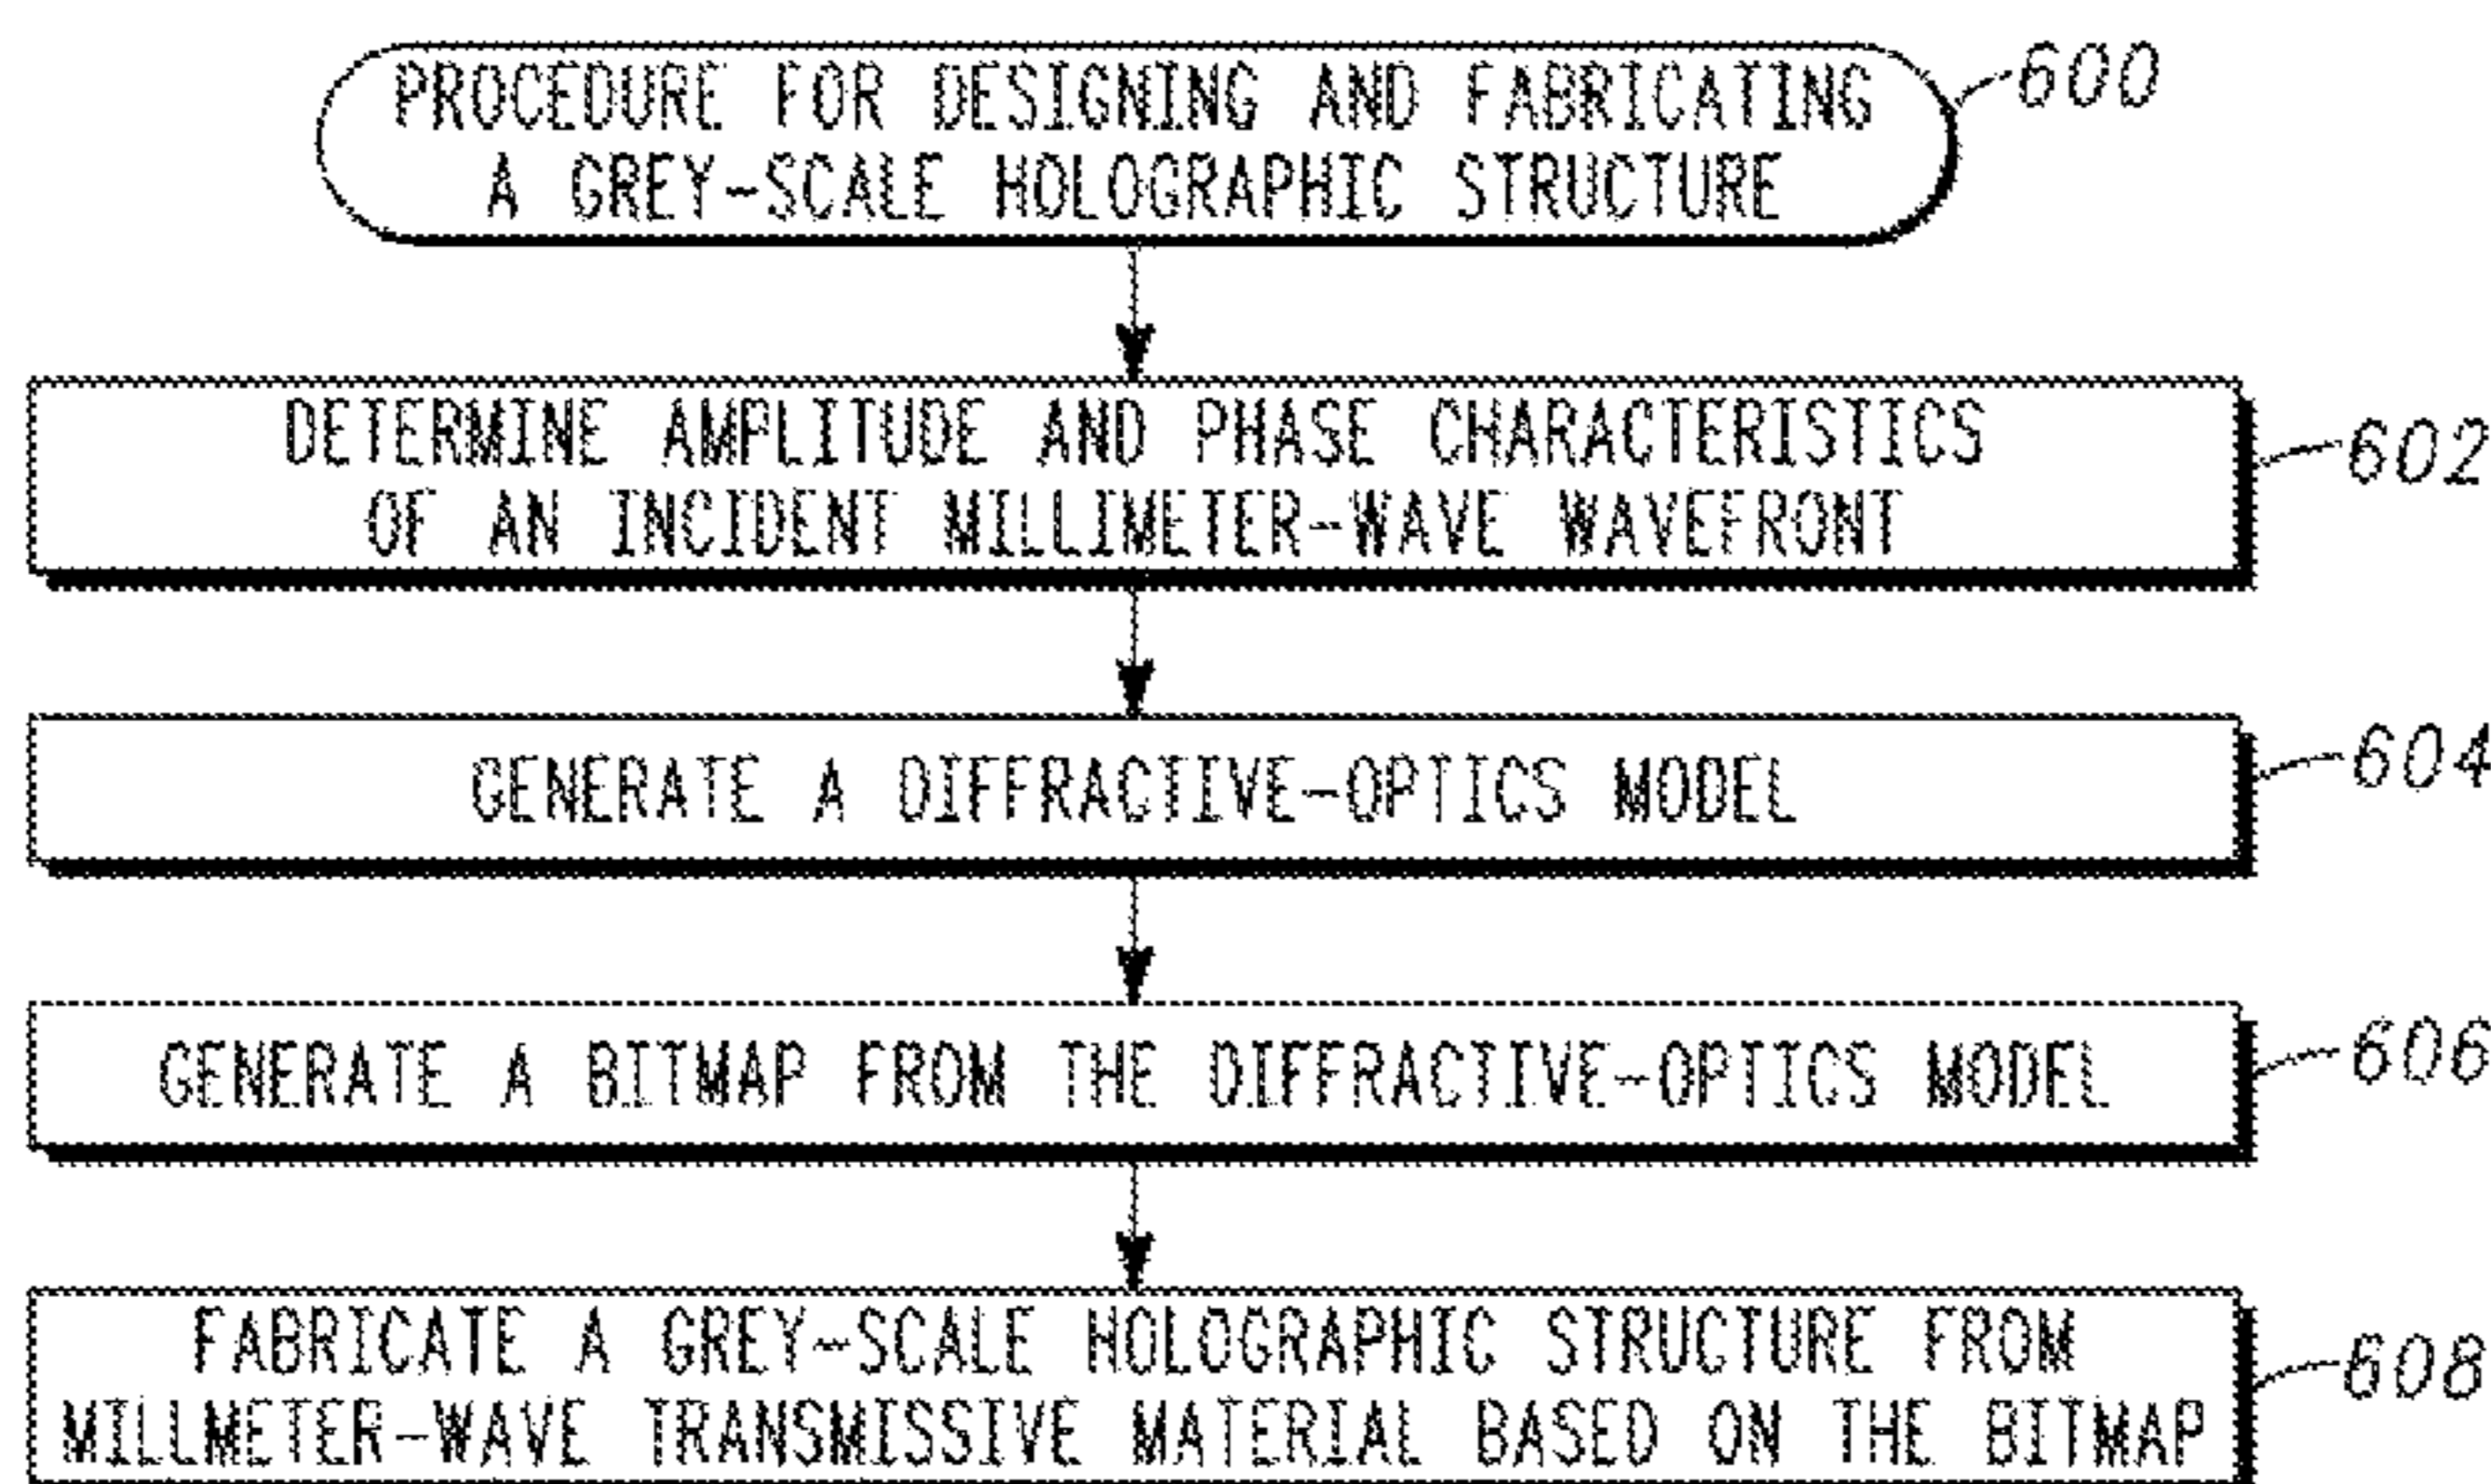 PROCEDURE FOR DESIGNING AND FABRICATING
A GREY-SCALE HOLOGRAPHIC STRUCTURE
600
DETERMINE AMPLITUDE AND PHASE CHARACTERISTICS
OF AN INCIDENT MILLIMETER-WAVE WAVEFRONT
602
GENERATE A DIFFRACTIVE-OPTICS MODEL
604
GENERATE A BITMAP FROM THE DIFFRACTIVE-OPTICS MODEL
606
FABRICATE A GREY-SCALE HOLOGRAPHIC STRUCTURE FROM
MILLMETER-WAVE TRANSMISSIVE MATERIAL BASED ON THE BITMAP
608